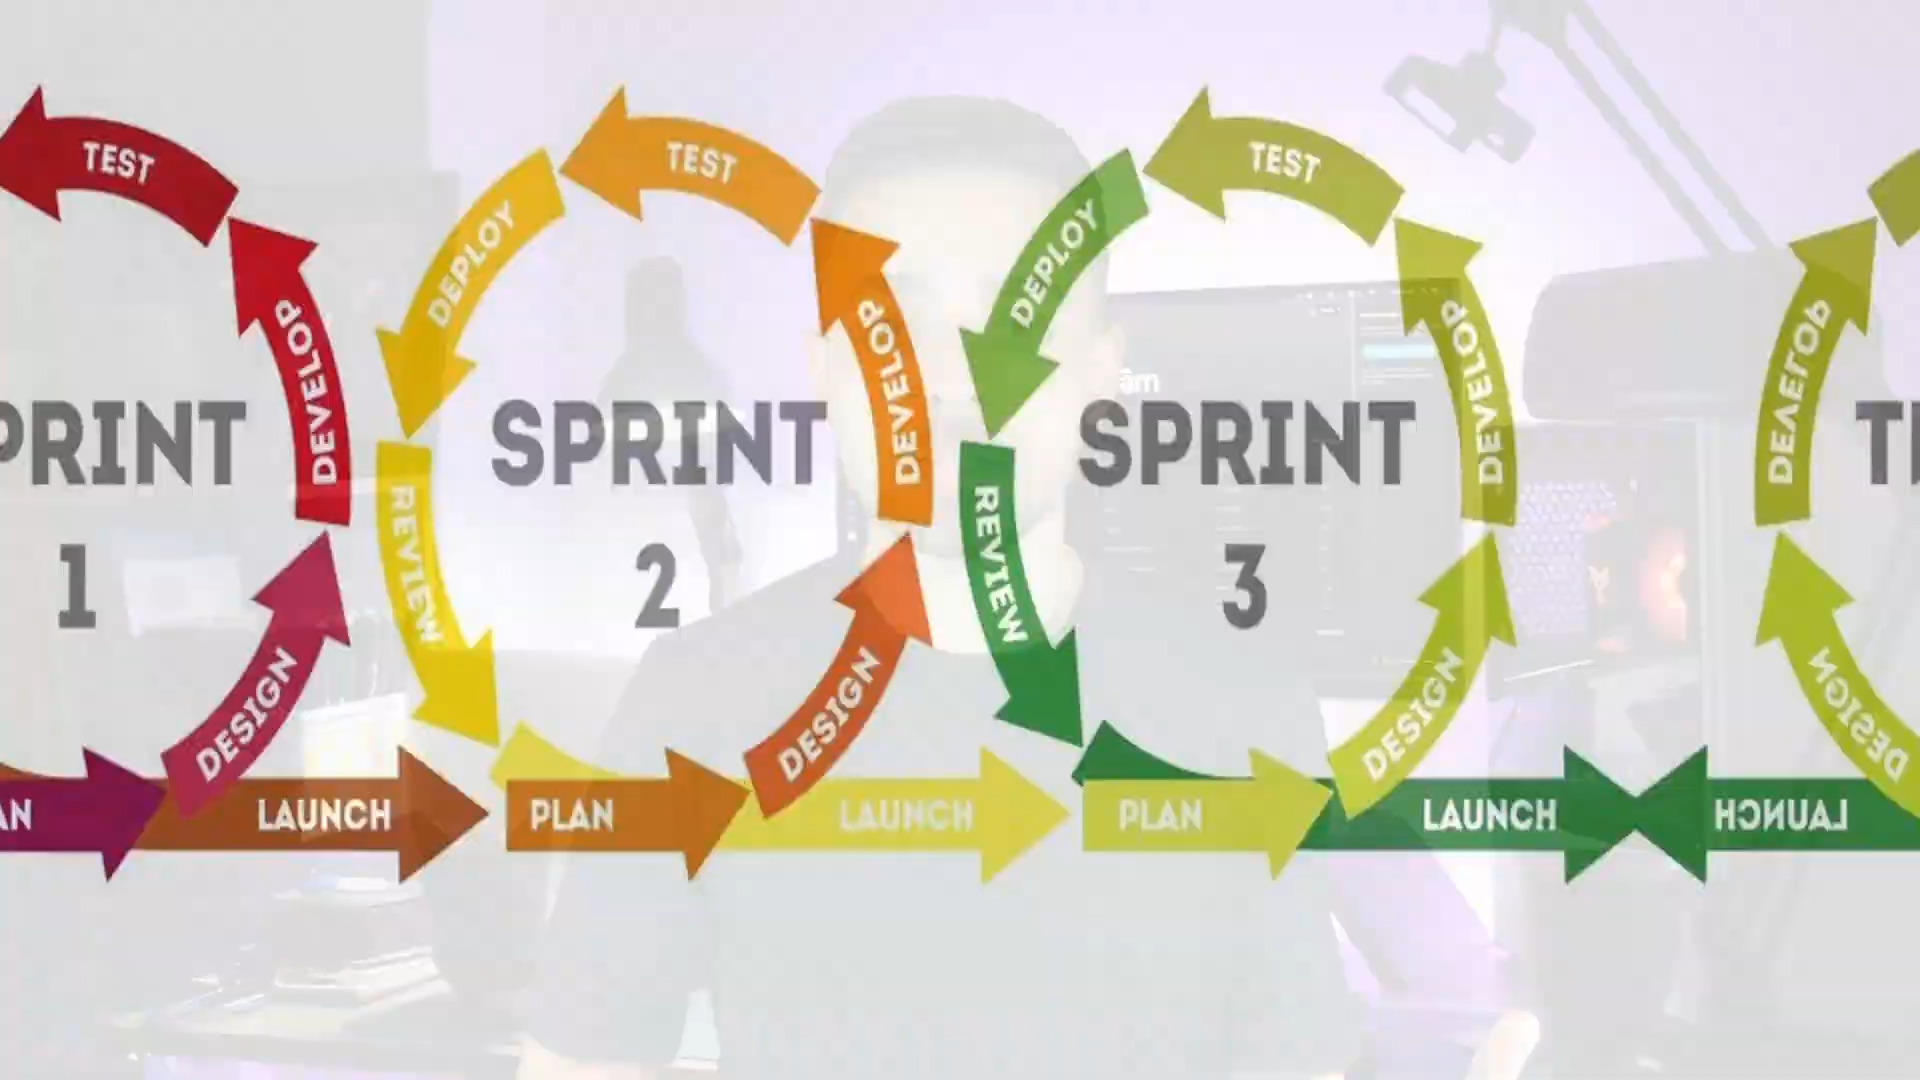 TEST
DEVELOP
PRINT
1
DESIGN
AN
LAUNCH
DEPLOY
TEST
DEVELOP
SPRINT
2
REVIEW
DESIGN
PLAN
LAUNCH
DEPLOY
TEST
DEVELOP
SPRINT
3
REVIEW
DESIGN
PLAN
LAUNCH
DEVELOP
DESIGN
LAUNCH